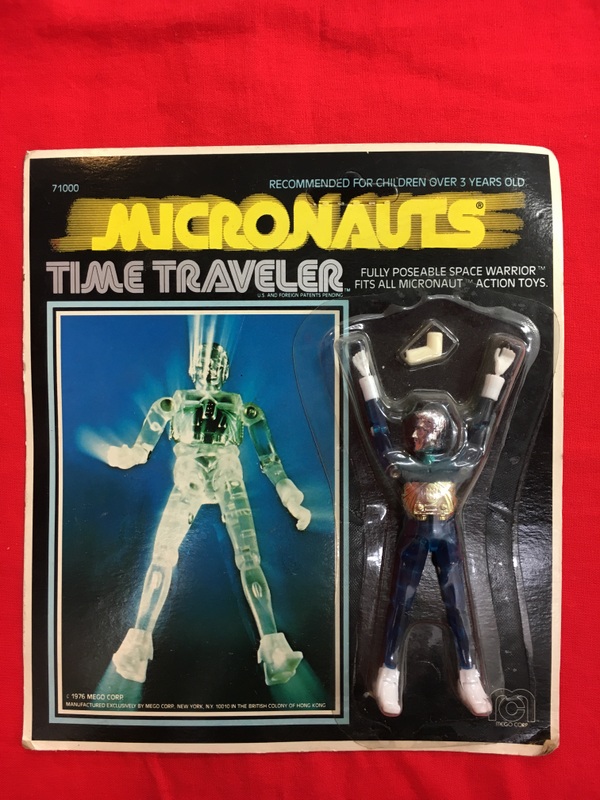 71000
RECOMMENDED FOR CHILDREN OVER 3 YEARS OLD
MICRONAUTS®
TIME TRAVELER™
U.S. AND FOREIGN PATENTS PENDING
FULLY POSEABLE SPACE WARRIOR™
FITS ALL MICRONAUT™ ACTION TOYS.
© 1976 MEGO CORP.
MANUFACTURED EXCLUSIVELY BY MEGO CORP., NEW YORK, N.Y. 10010 IN THE BRITISH COLONY OF HONG KONG
MEGO CORP